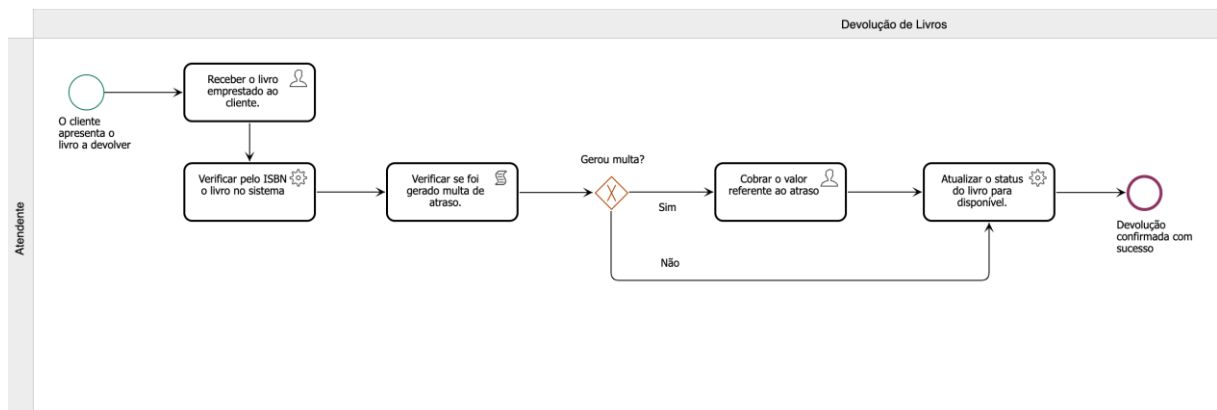 Devolução de Livros
Atendente
O cliente
apresenta o
livro a devolver
Receber o livro
emprestado ao
cliente.
Verificar pelo ISBN
o livro no sistema
Verificar se foi
gerado multa de
atraso.
Gerou multa?
Sim
Não
Cobrar o valor
referente ao atraso
Atualizar o status
do livro para
disponível.
Devolução
confirmada com
sucesso